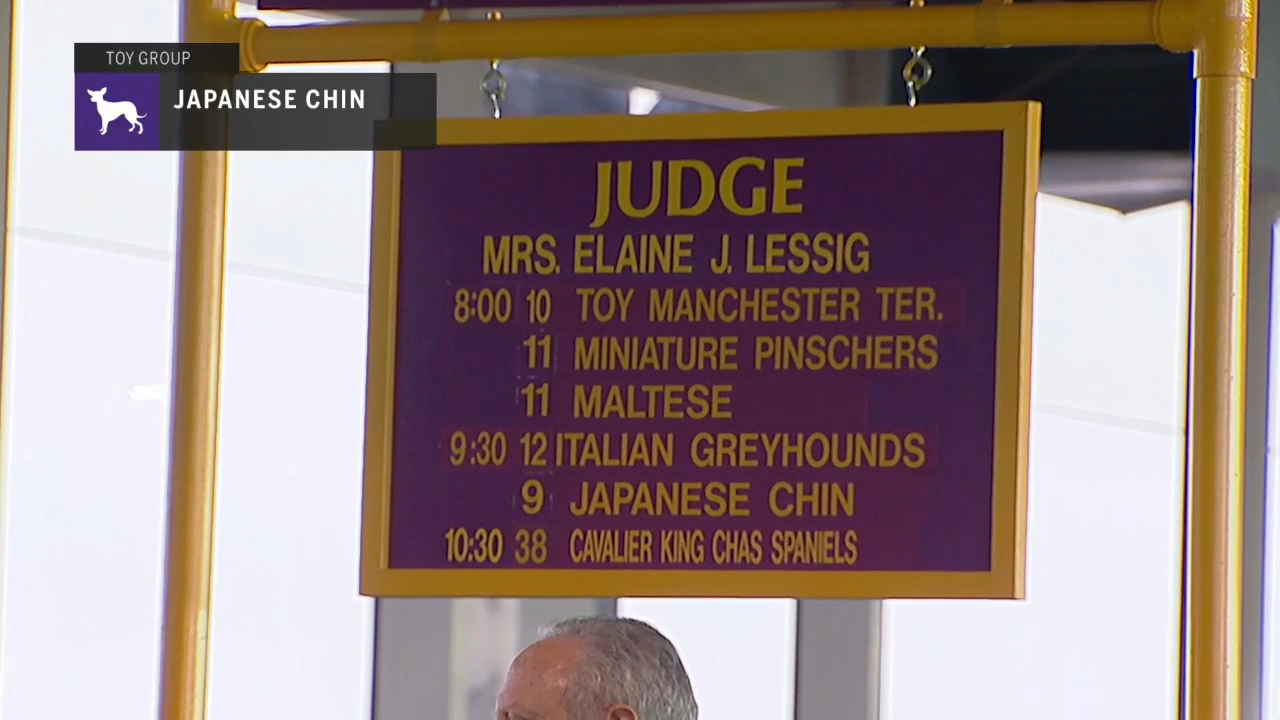 TOY GROUP
JAPANESE CHIN
JUDGE
MRS. ELAINE J. LESSIG
8:00 10 TOY MANCHESTER TER.
11 MINIATURE PINSCHERS
11 MALTESE
9:30 12 ITALIAN GREYHOUNDS
9 JAPANESE CHIN
10:30 38 CAVALIER KING CHAS SPANIELS